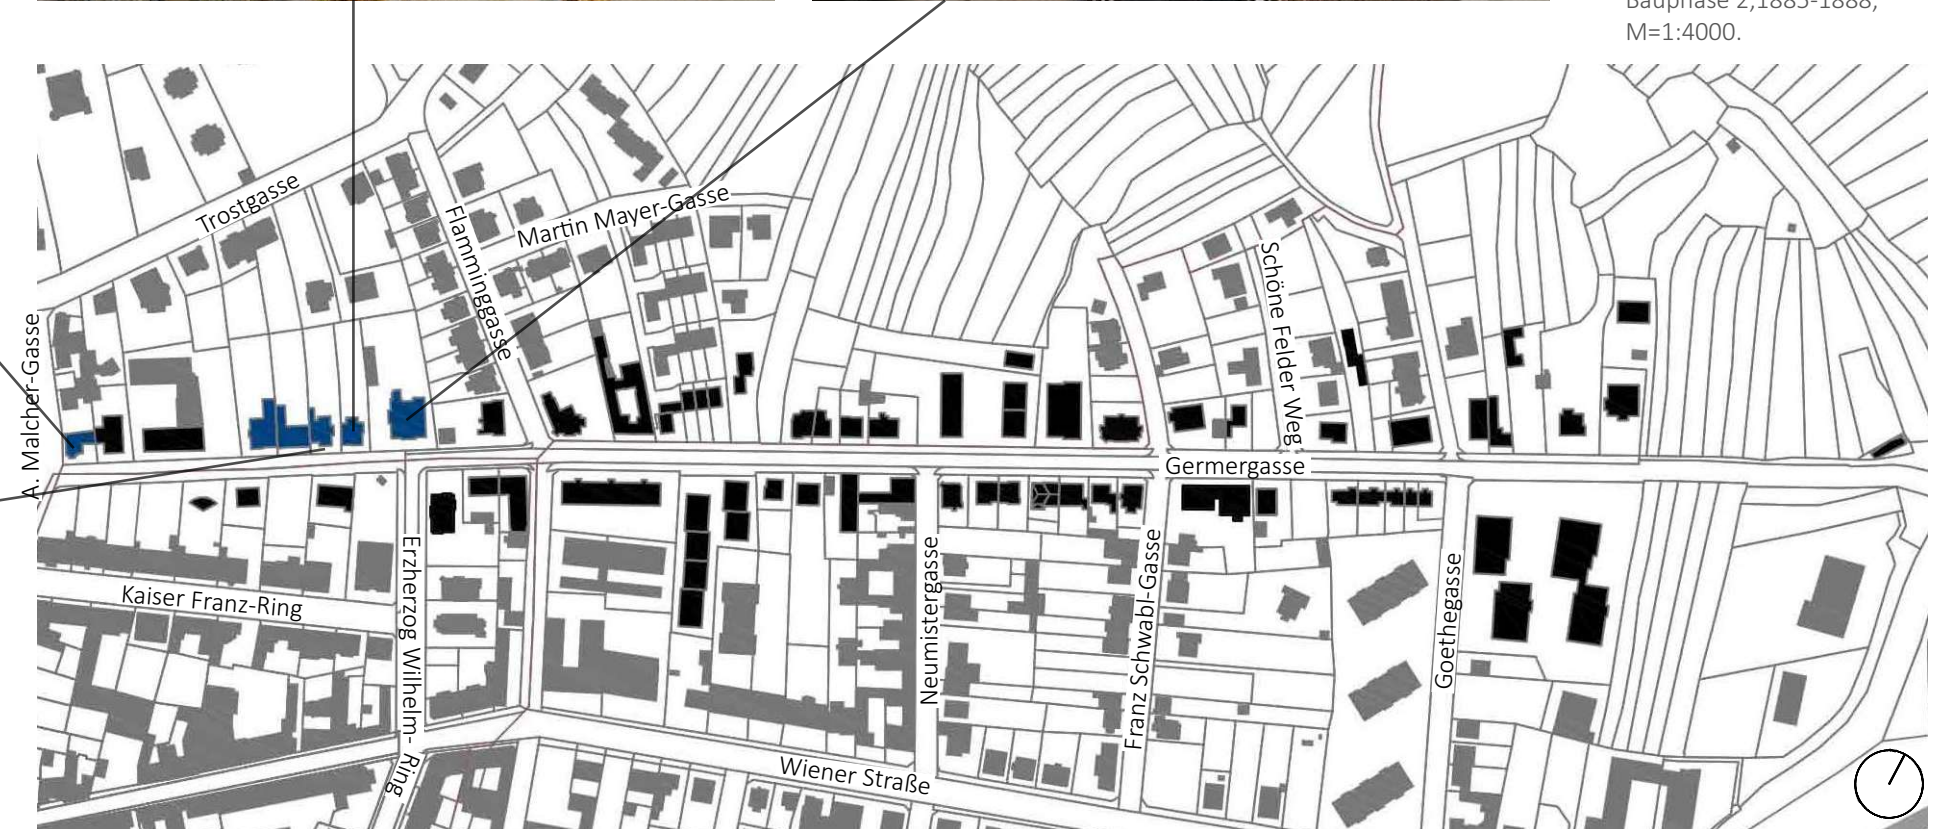 Bauphase 2,1885-1888,
M=1:4000.
Trostgasse
Martin Mayer-Gasse
Flamminggasse
Schöne Felder Weg
A. Malcher-Gasse
Germergasse
Kaiser Franz-Ring
Erzherzog Wilhelm- Ring
Neumistergasse
Franz Schwabl-Gasse
Goethegasse
Wiener Straße